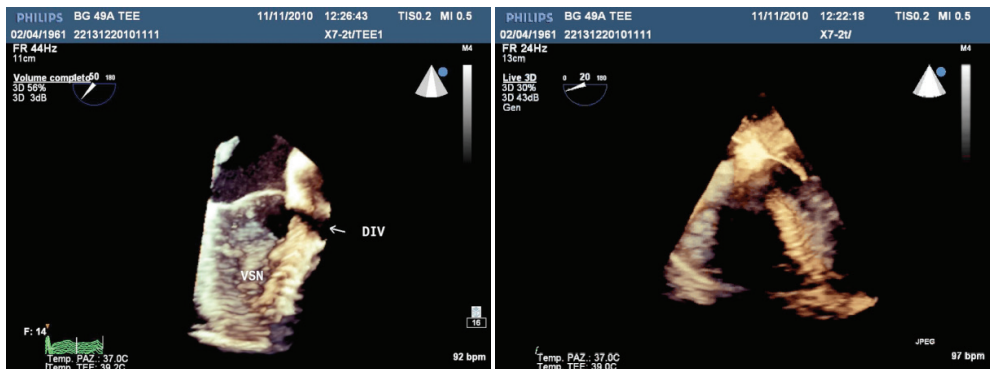 PHILIPS BG 49A TEE 11/11/2010 12:26:43 TIS0.2 MI 0.5
02/04/1961 22131220101111 X7-2t/TEE1
FR 44Hz
11cm
M4
Volume completo
60 180
3D 56%
3D 3dB
DIV
VSN
F: 14
16
Temp. PAZ.: 37.0C
Temp. TEE: 39.2C
92 bpm
PHILIPS BG 49A TEE 11/11/2010 12:22:18 TIS0.2 MI 0.5
02/04/1961 22131220101111 X7-2t/
FR 24Hz
13cm
M4
Live 3D
0 20 180
3D 30%
3D 43dB
Gen
JPEG
Temp. PAZ.: 37.0C
Temp. TEE: 39.0C
97 bpm